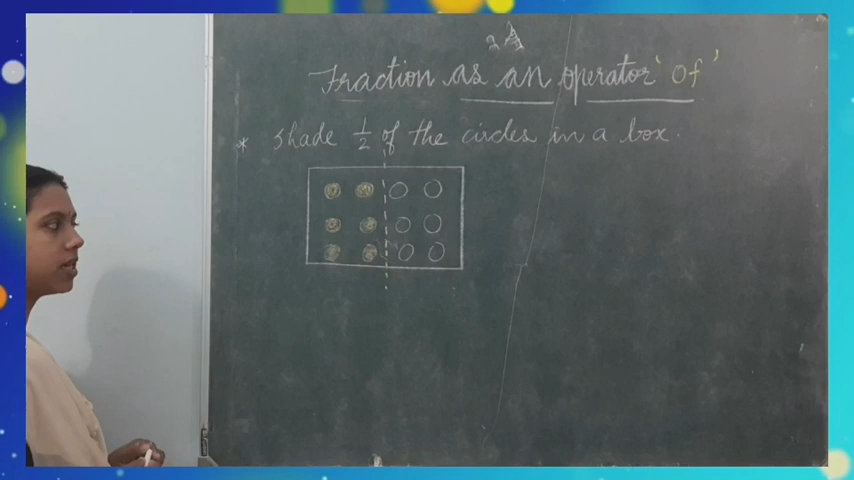 Fraction as an operator 'Of'
* Shade 1/2 of the circles in a box.